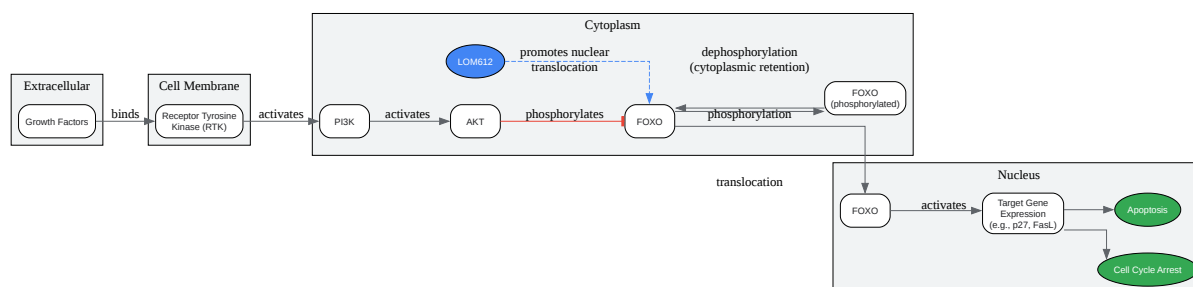 Cytoplasm
LOM612
promotes nuclear
translocation
dephosphorylation
(cytoplasmic retention)
Extracellular
Growth Factors
binds
Cell Membrane
Receptor Tyrosine
Kinase (RTK)
activates
PI3K
activates
AKT
phosphorylates
FOXO
phosphorylation
FOXO
(phosphorylated)
translocation
Nucleus
FOXO
activates
Target Gene
Expression
(e.g., p27, FasL)
Apoptosis
Cell Cycle Arrest